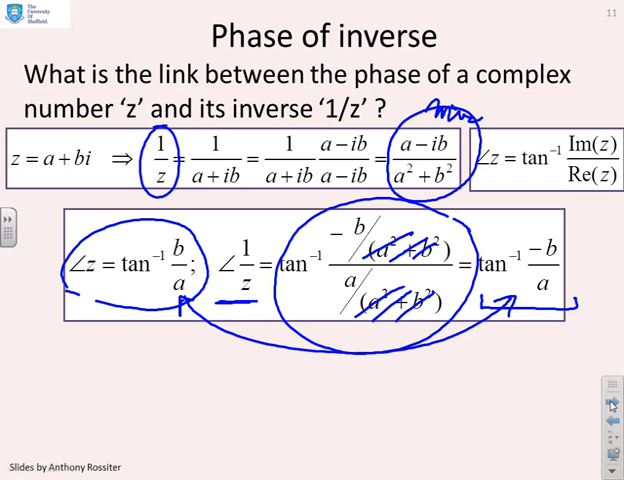 The
University
Of
Sheffield.
11
Phase of inverse
What is the link between the phase of a complex
number 'z' and its inverse '1/z' ?
z = a + bi ⇒ 1/z = 1/(a + ib) = 1/(a + ib) (a − ib)/(a − ib) = (a − ib)/(a² + b²)
∠z = tan⁻¹ Im(z)/Re(z)
∠z = tan⁻¹ b/a; ∠1/z = tan⁻¹ (−b/(a² + b²))/(a/(a² + b²)) = tan⁻¹ −b/a
Slides by Anthony Rossiter